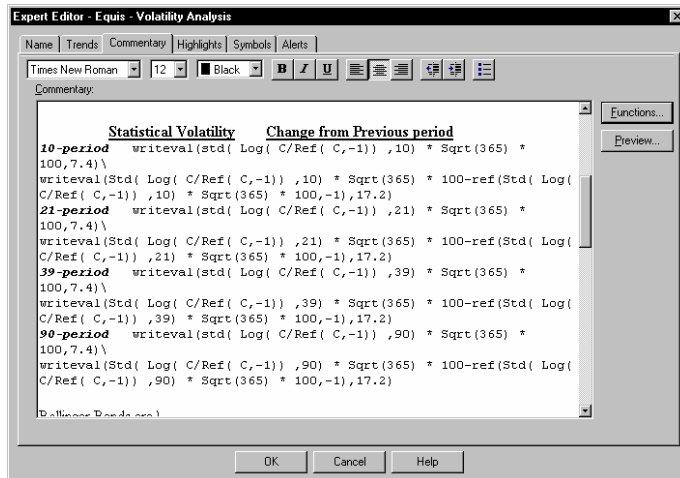 Expert Editor - Equis - Volatility Analysis
Name Trends Commentary Highlights Symbols Alerts
Times New Roman 12 Black B I U
Commentary:
Statistical Volatility Change from Previous period
10-period writeval(std( Log( C/Ref( C,-1)) ,10) * Sqrt(365) *
100,7.4)\
writeval(Std( Log( C/Ref( C,-1)) ,10) * Sqrt(365) * 100-ref(Std( Log(
C/Ref( C,-1)) ,10) * Sqrt(365) * 100,-1),17.2)
21-period writeval(std( Log( C/Ref( C,-1)) ,21) * Sqrt(365) *
100,7.4)\
writeval(Std( Log( C/Ref( C,-1)) ,21) * Sqrt(365) * 100-ref(Std( Log(
C/Ref( C,-1)) ,21) * Sqrt(365) * 100,-1),17.2)
39-period writeval(std( Log( C/Ref( C,-1)) ,39) * Sqrt(365) *
100,7.4)\
writeval(Std( Log( C/Ref( C,-1)) ,39) * Sqrt(365) * 100-ref(Std( Log(
C/Ref( C,-1)) ,39) * Sqrt(365) * 100,-1),17.2)
90-period writeval(std( Log( C/Ref( C,-1)) ,90) * Sqrt(365) *
100,7.4)\
writeval(Std( Log( C/Ref( C,-1)) ,90) * Sqrt(365) * 100-ref(Std( Log(
C/Ref( C,-1)) ,90) * Sqrt(365) * 100,-1),17.2)
Functions...
Preview...
OK Cancel Help